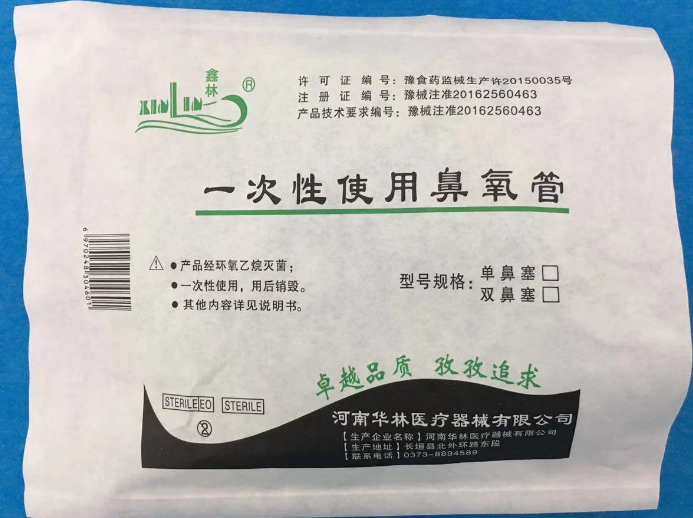 鑫林
XINLIN
®
许可证编号：豫食药监械生产许20150035号
注册证编号：豫械注准20162560463
产品技术要求编号：豫械注准20162560463
一次性使用鼻氧管
●产品经环氧乙烷灭菌；
●一次性使用，用后销毁。
●其他内容详见说明书。
型号规格：单鼻塞□
双鼻塞□
卓越品质 孜孜追求
STERILE EO STERILE
2
河南华林医疗器械有限公司
【生产企业名称】河南华林医疗器械有限公司
【生产地址】长垣县北外环路东段
【联系电话】0373-8894589